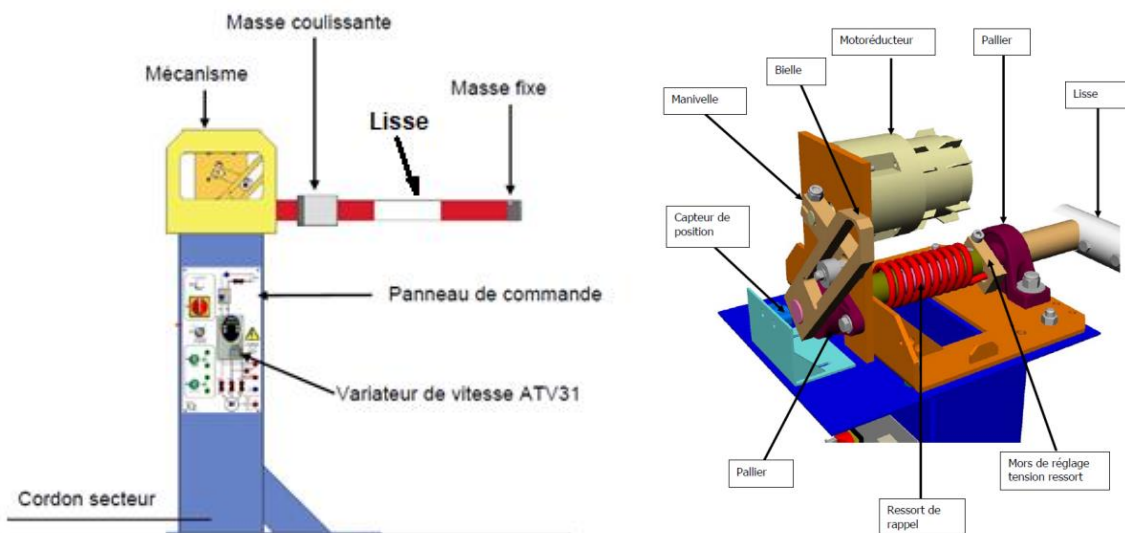 Masse coulissante
Mécanisme
Masse fixe
Lisse
Panneau de commande
Variateur de vitesse ATV31
Cordon secteur
Motoréducteur
Pallier
Bielle
Manivelle
Lisse
Capteur de
position
Pallier
Mors de réglage
tension ressort
Ressort de
rappel